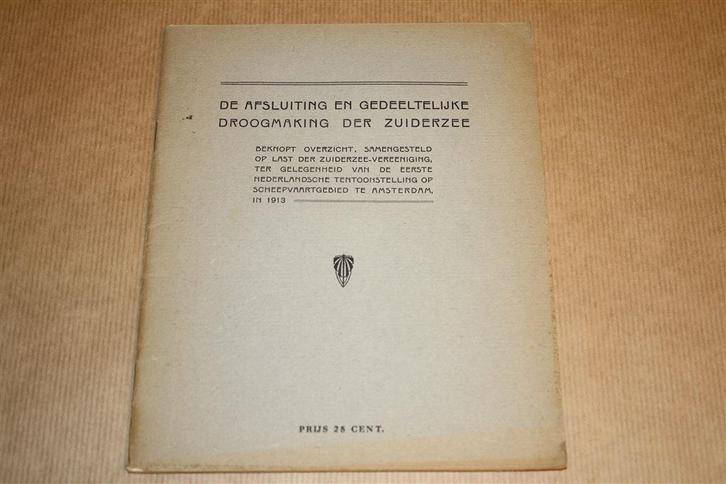 DE AFSLUITING EN GEDEELTELIJKE
DROOGMAKING DER ZUIDERZEE
BEKNOPT OVERZICHT, SAMENGESTELD
OP LAST DER ZUIDERZEE-VEREENIGING,
TER GELEGENHEID VAN DE EERSTE
NEDERLANDSCHE TENTOONSTELLING OP
SCHEEPVAARTGEBIED TE AMSTERDAM,
IN 1913
PRIJS 25 CENT.